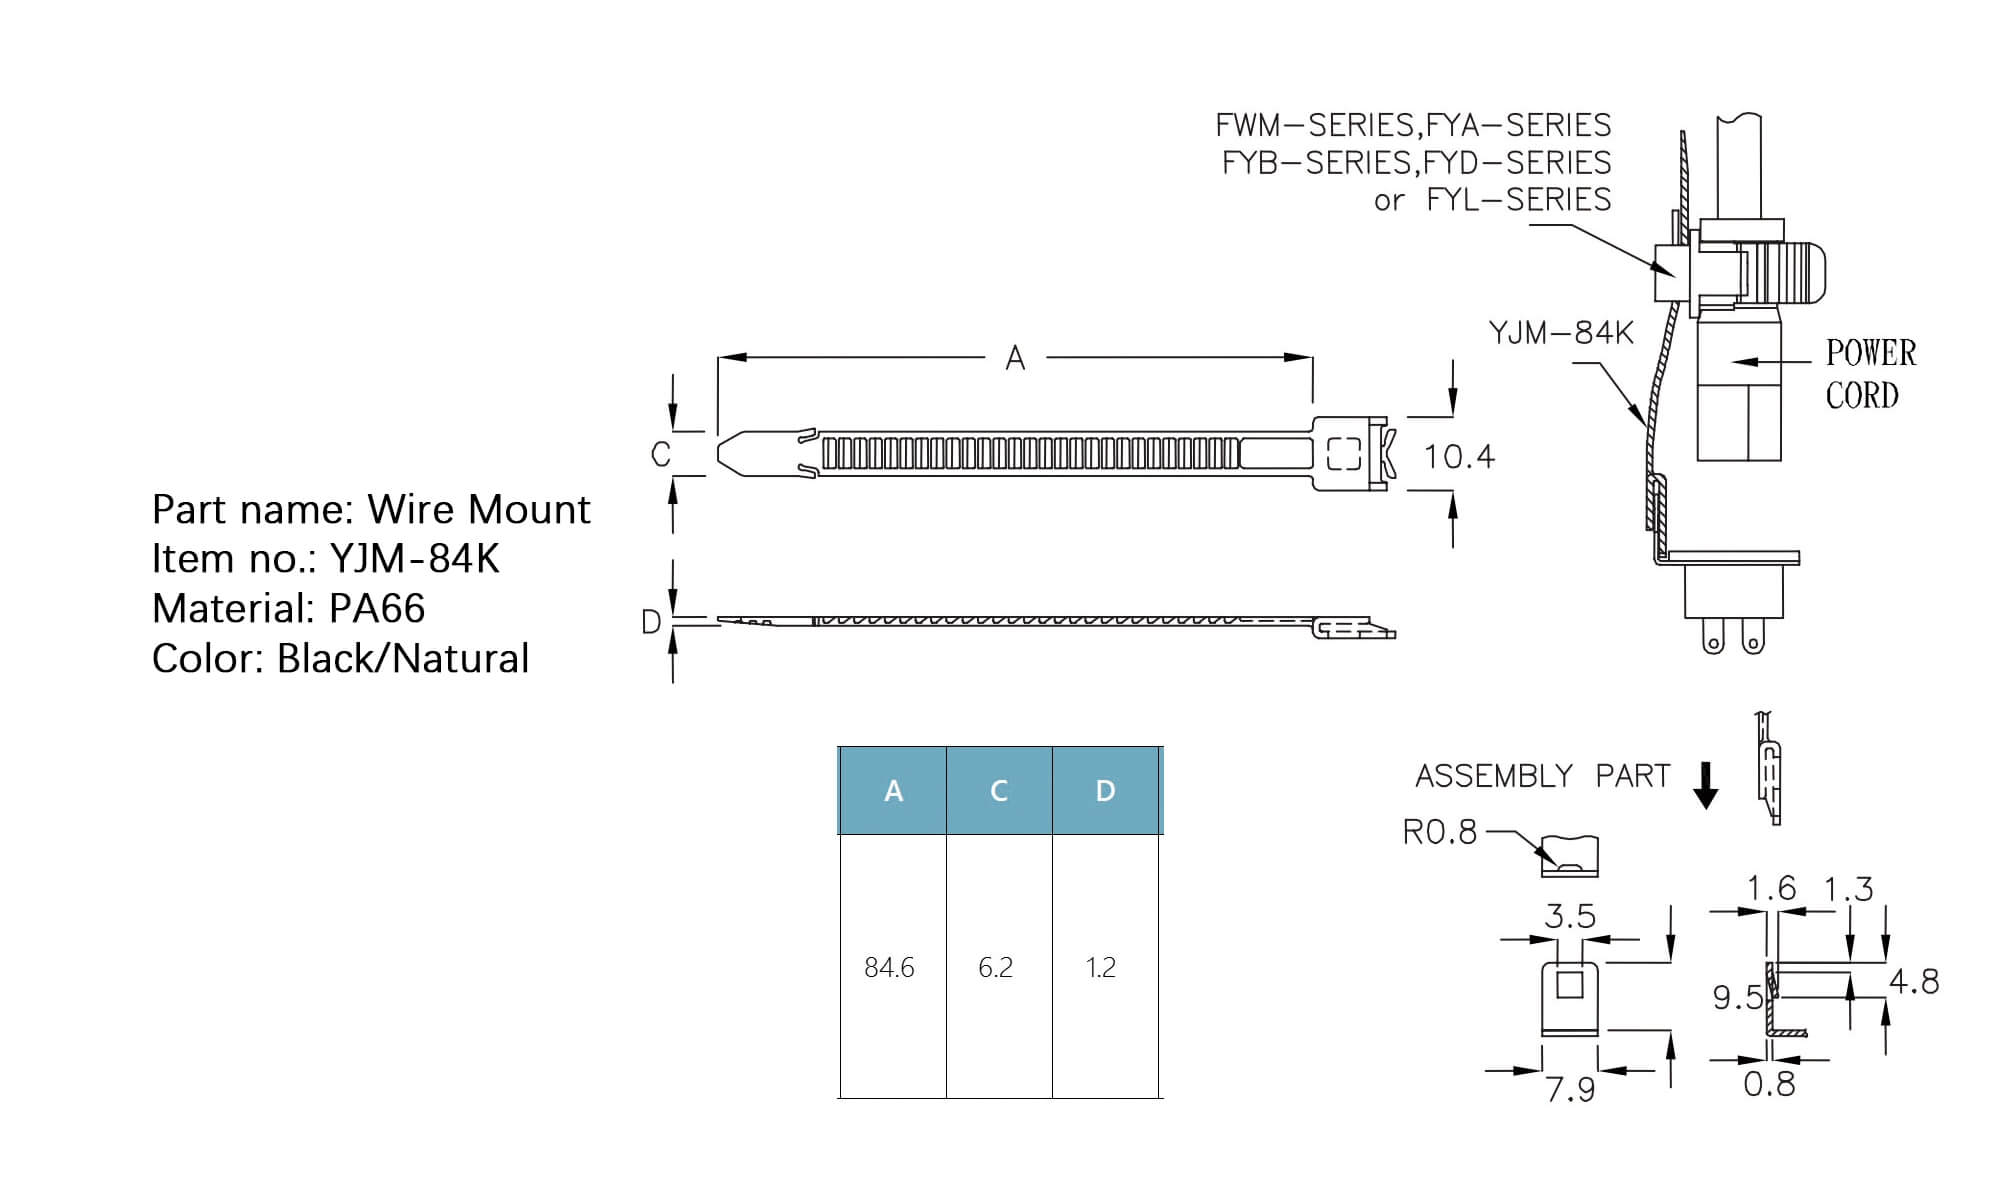 FWM-SERIES,FYA-SERIES
FYB-SERIES,FYD-SERIES
or FYL-SERIES
YJM-84K
POWER
CORD
A
C
10.4
D
Part name: Wire Mount
Item no.: YJM-84K
Material: PA66
Color: Black/Natural
A C D
84.6 6.2 1.2
ASSEMBLY PART
R0.8
3.5
7.9
9.5
1.6 1.3
4.8
0.8